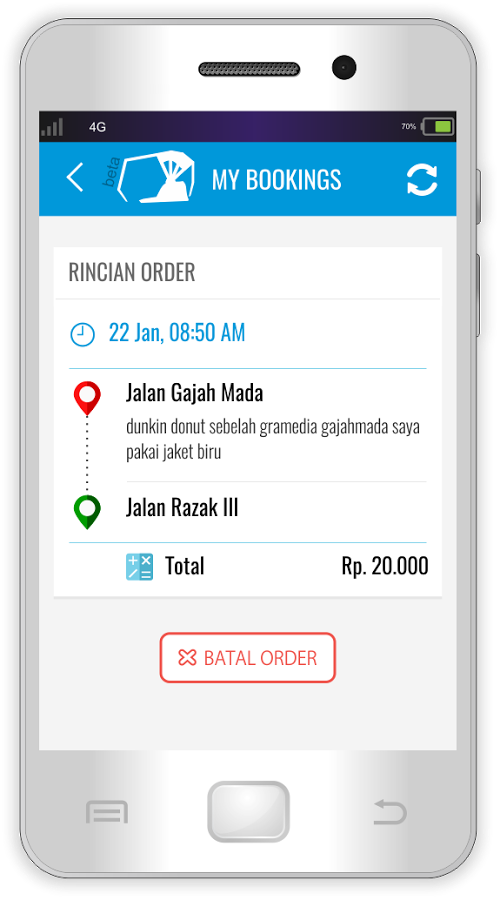 4G
70%
beta
MY BOOKINGS
RINCIAN ORDER
22 Jan, 08:50 AM
Jalan Gajah Mada
dunkin donut sebelah gramedia gajahmada saya
pakai jaket biru
Jalan Razak III
Total Rp. 20.000
BATAL ORDER